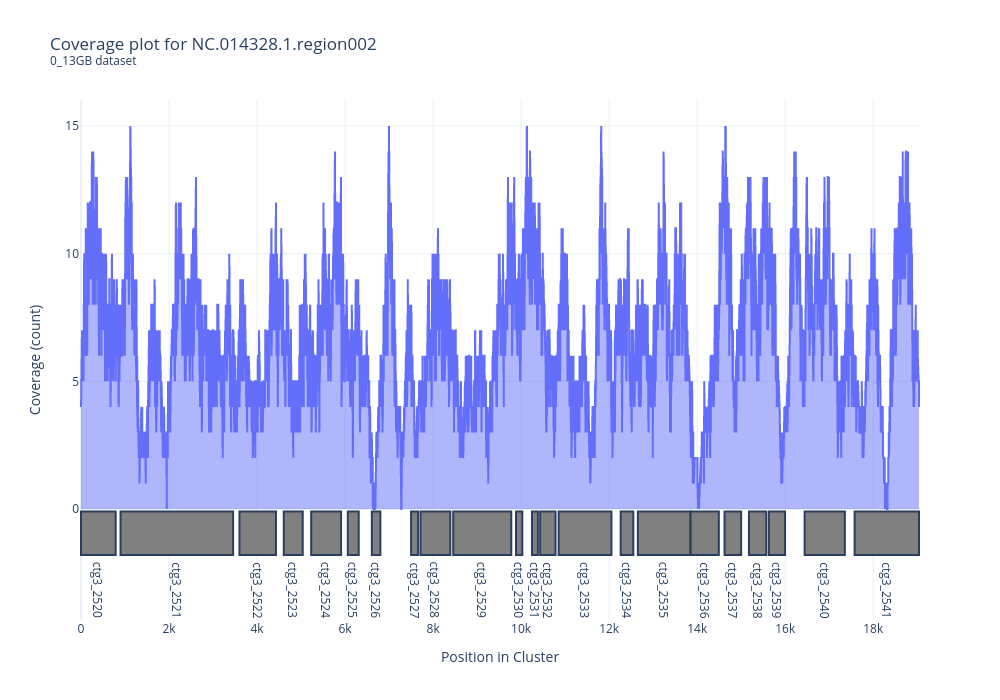 Coverage plot for NC.014328.1.region002
0_13GB dataset
Coverage (count)
15
10
5
0
ctg3_2520
ctg3_2521
ctg3_2522
ctg3_2523
ctg3_2524
ctg3_2525
ctg3_2526
ctg3_2527
ctg3_2528
ctg3_2529
ctg3_2530
ctg3_2531
ctg3_2532
ctg3_2533
ctg3_2534
ctg3_2535
ctg3_2536
ctg3_2537
ctg3_2538
ctg3_2539
ctg3_2540
ctg3_2541
0 2k 4k 6k 8k 10k 12k 14k 16k 18k
Position in Cluster